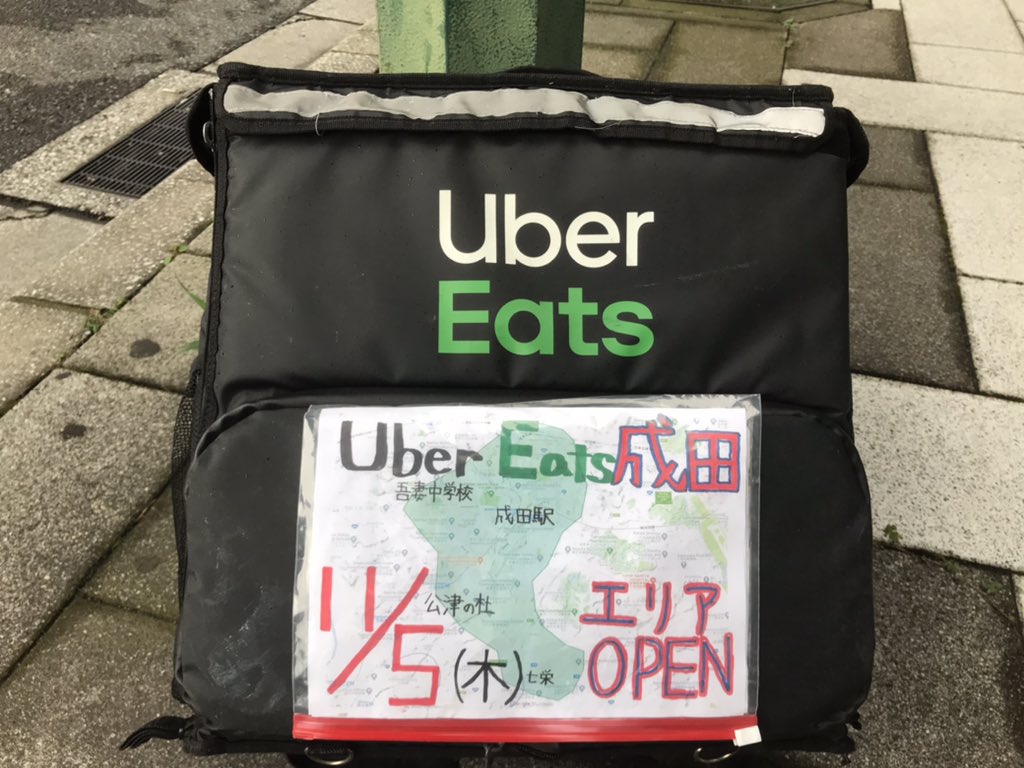 Uber
Eats
Uber Eats成田
吾妻中学校
成田駅
公津の杜
エリア
11/5(木)
七栄
OPEN